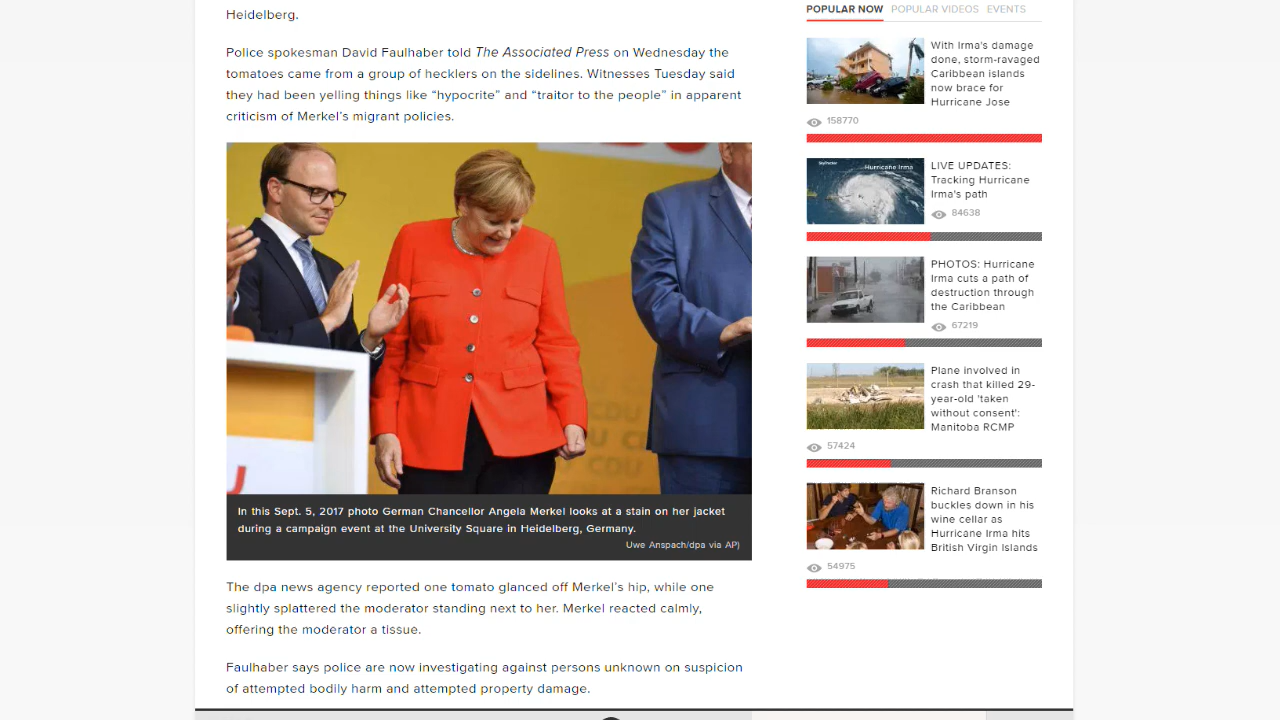 Heidelberg.
Police spokesman David Faulhaber told The Associated Press on Wednesday the
tomatoes came from a group of hecklers on the sidelines. Witnesses Tuesday said
they had been yelling things like “hypocrite” and “traitor to the people” in apparent
criticism of Merkel’s migrant policies.
CDU
CDU
In this Sept. 5, 2017 photo German Chancellor Angela Merkel looks at a stain on her jacket
during a campaign event at the University Square in Heidelberg, Germany.
Uwe Anspach/dpa via AP)
The dpa news agency reported one tomato glanced off Merkel’s hip, while one
slightly splattered the moderator standing next to her. Merkel reacted calmly,
offering the moderator a tissue.
Faulhaber says police are now investigating against persons unknown on suspicion
of attempted bodily harm and attempted property damage.
POPULAR NOW POPULAR VIDEOS EVENTS
With Irma's damage
done, storm-ravaged
Caribbean islands
now brace for
Hurricane Jose
158770
Hurricane Irma
LIVE UPDATES:
Tracking Hurricane
Irma's path
84638
PHOTOS: Hurricane
Irma cuts a path of
destruction through
the Caribbean
67219
Plane involved in
crash that killed 29-
year-old 'taken
without consent':
Manitoba RCMP
57424
Richard Branson
buckles down in his
wine cellar as
Hurricane Irma hits
British Virgin Islands
54975